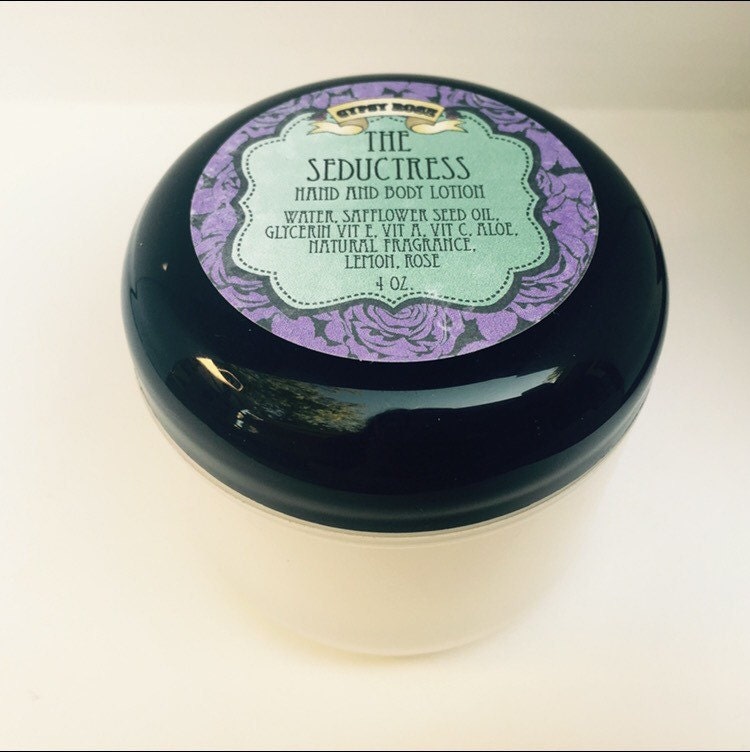 GYPSY ROSE
THE
SEDUCTRESS
HAND AND BODY LOTION
WATER, SAFFLOWER SEED OIL,
GLYCERIN VIT E, VIT A, VIT C, ALOE,
NATURAL FRAGRANCE,
LEMON, ROSE
4 OZ.